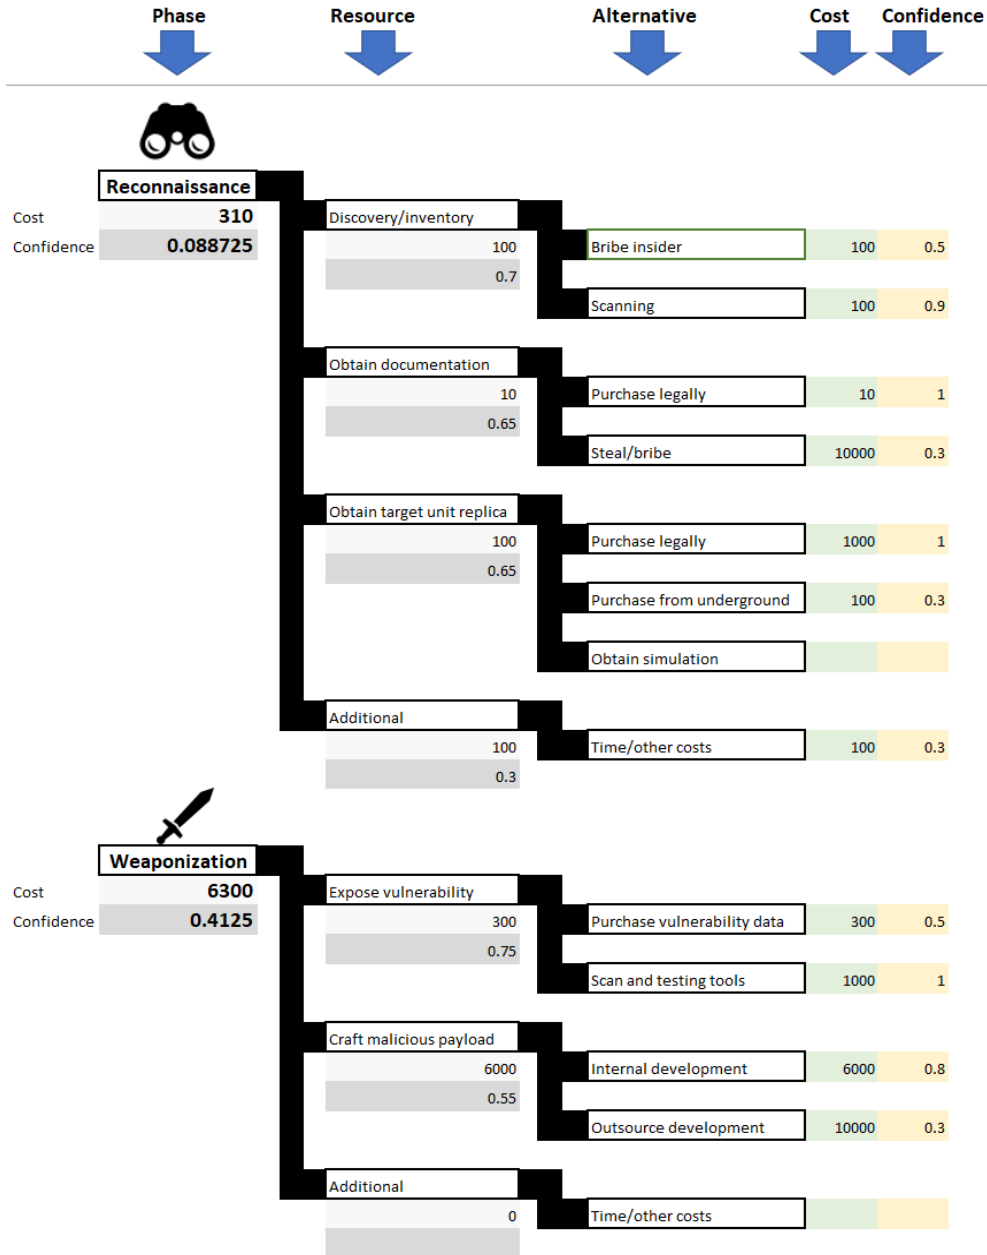 Phase Resource Alternative Cost Confidence
Reconnaissance
Cost 310 Discovery/inventory
Confidence 0.088725 100 Bribe insider 100 0.5
0.7
Scanning 100 0.9
Obtain documentation
10 Purchase legally 10 1
0.65
Steal/bribe 10000 0.3
Obtain target unit replica
100 Purchase legally 1000 1
0.65
Purchase from underground 100 0.3
Obtain simulation
Additional
100 Time/other costs 100 0.3
0.3
Weaponization
Cost 6300 Expose vulnerability
Confidence 0.4125 300 Purchase vulnerability data 300 0.5
0.75
Scan and testing tools 1000 1
Craft malicious payload
6000 Internal development 6000 0.8
0.55
Outsource development 10000 0.3
Additional
0 Time/other costs